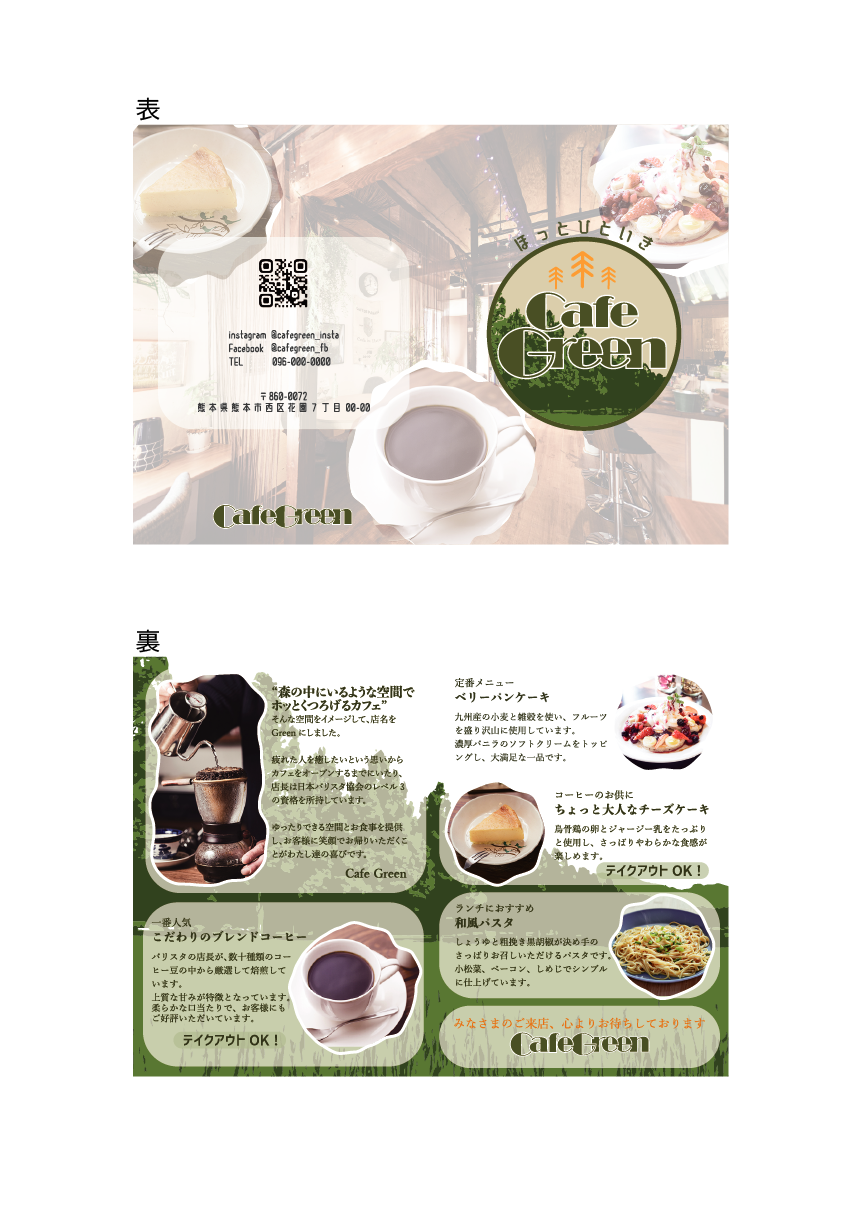 表
ほっとひといき
Cafe
Green
instagram @cafegreen_insta
Facebook @cafegreen_fb
TEL 096-000-0000
〒860-0072
熊本県熊本市西区花園7丁目00-00
CafeGreen
裏
“森の中にいるような空間で
ホッとくつろげるカフェ”
そんな空間をイメージして、店名を
Greenにしました。
疲れた人を癒したいという思いから
カフェをオープンするまでにいたり、
店長は日本バリスタ協会のレベル3
の資格を所持しています。
ゆったりできる空間とお食事を提供
し、お客様に笑顔でお帰りいただくこ
とがわたし達の喜びです。
Cafe Green
一番人気
こだわりのブレンドコーヒー
バリスタの店長が、数十種類のコー
ヒー豆の中から厳選して焙煎して
います。
上質な甘みが特徴となっています。
柔らかな口当たりで、お客様にも
ご好評いただいています。
テイクアウト OK！
定番メニュー
ベリーパンケーキ
九州産の小麦と雑穀を使い、フルーツ
を盛り沢山に使用しています。
濃厚バニラのソフトクリームをトッピ
ングし、大満足な一品です。
コーヒーのお供に
ちょっと大人なチーズケーキ
烏骨鶏の卵とジャージー乳をたっぷり
と使用し、さっぱりやわらかな食感が
楽しめます。
テイクアウト OK！
ランチにおすすめ
和風パスタ
しょうゆと粗挽き黒胡椒が決め手の
さっぱりお召しいただけるパスタです。
小松菜、ベーコン、しめじでシンプル
に仕上げています。
みなさまのご来店、心よりお待ちしております
CafeGreen